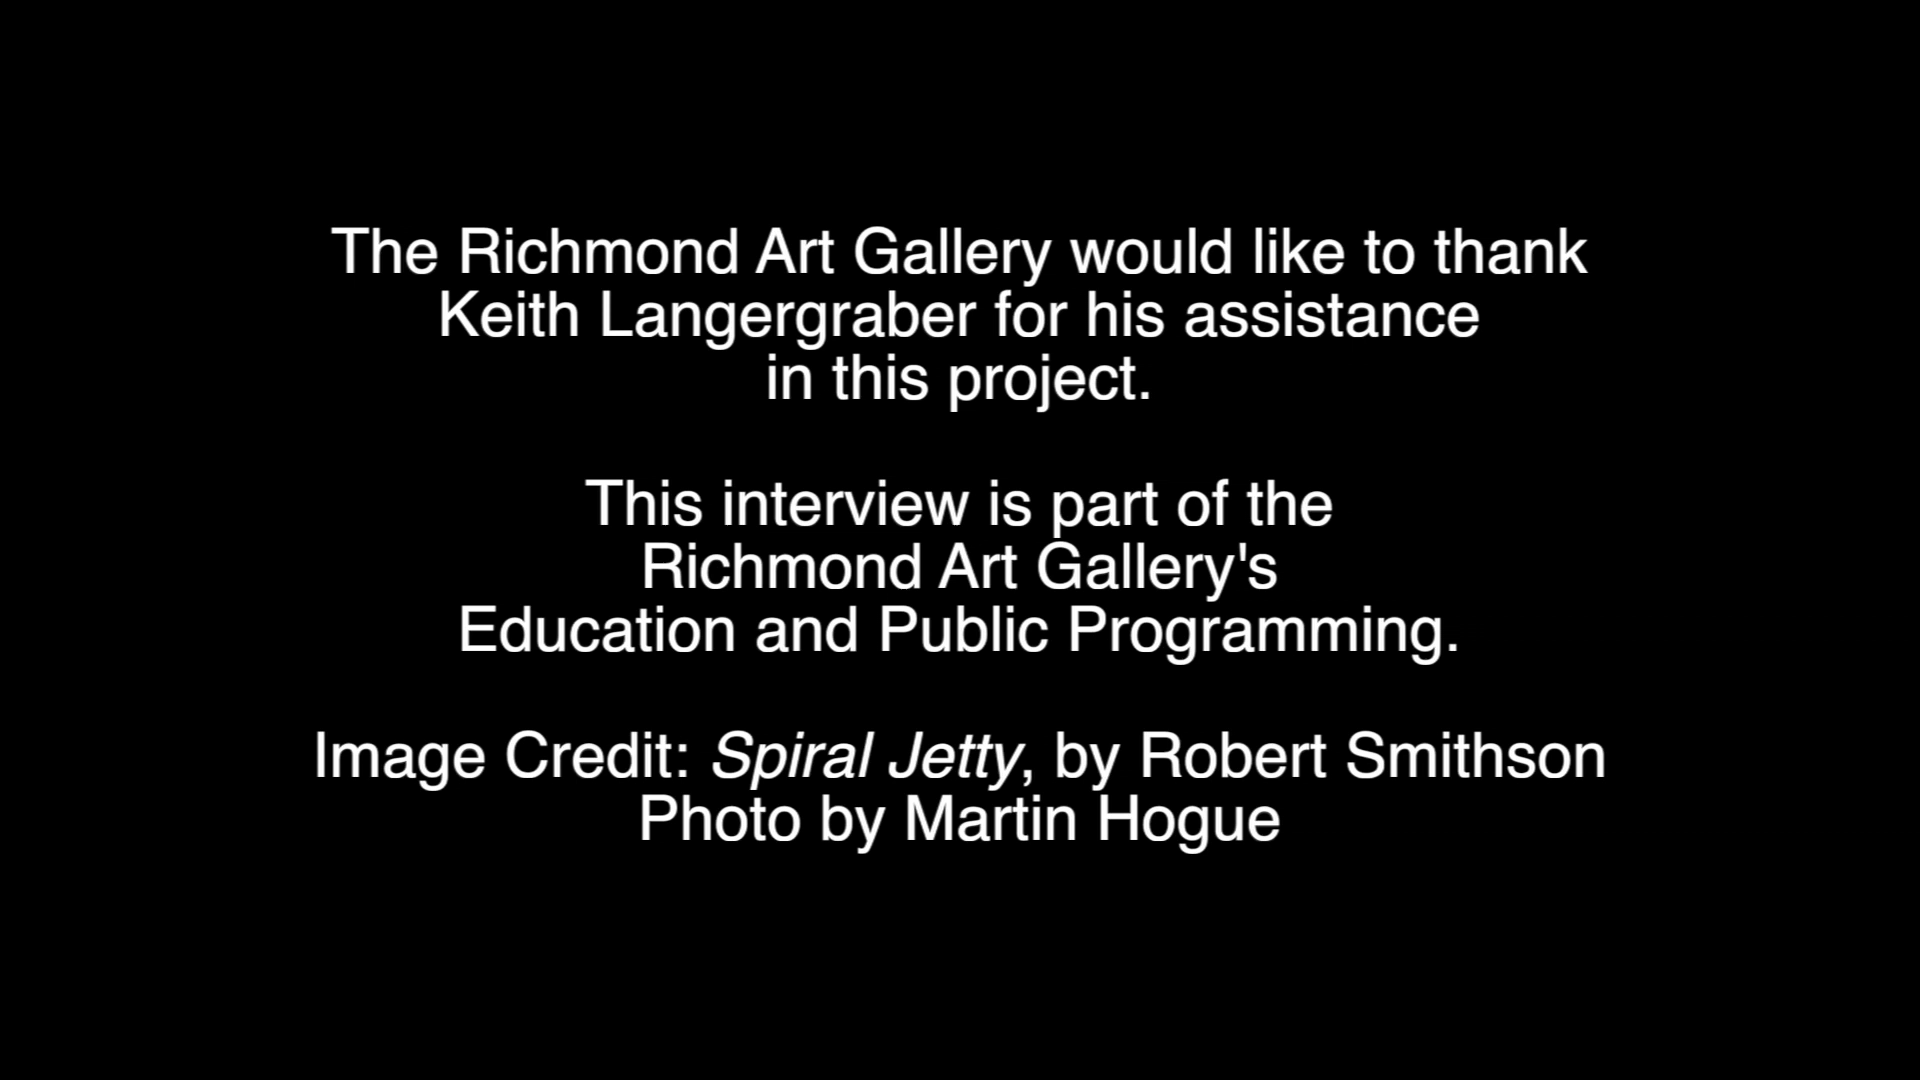 The Richmond Art Gallery would like to thank
Keith Langergraber for his assistance
in this project.
This interview is part of the
Richmond Art Gallery's
Education and Public Programming.
Image Credit: Spiral Jetty, by Robert Smithson
Photo by Martin Hogue